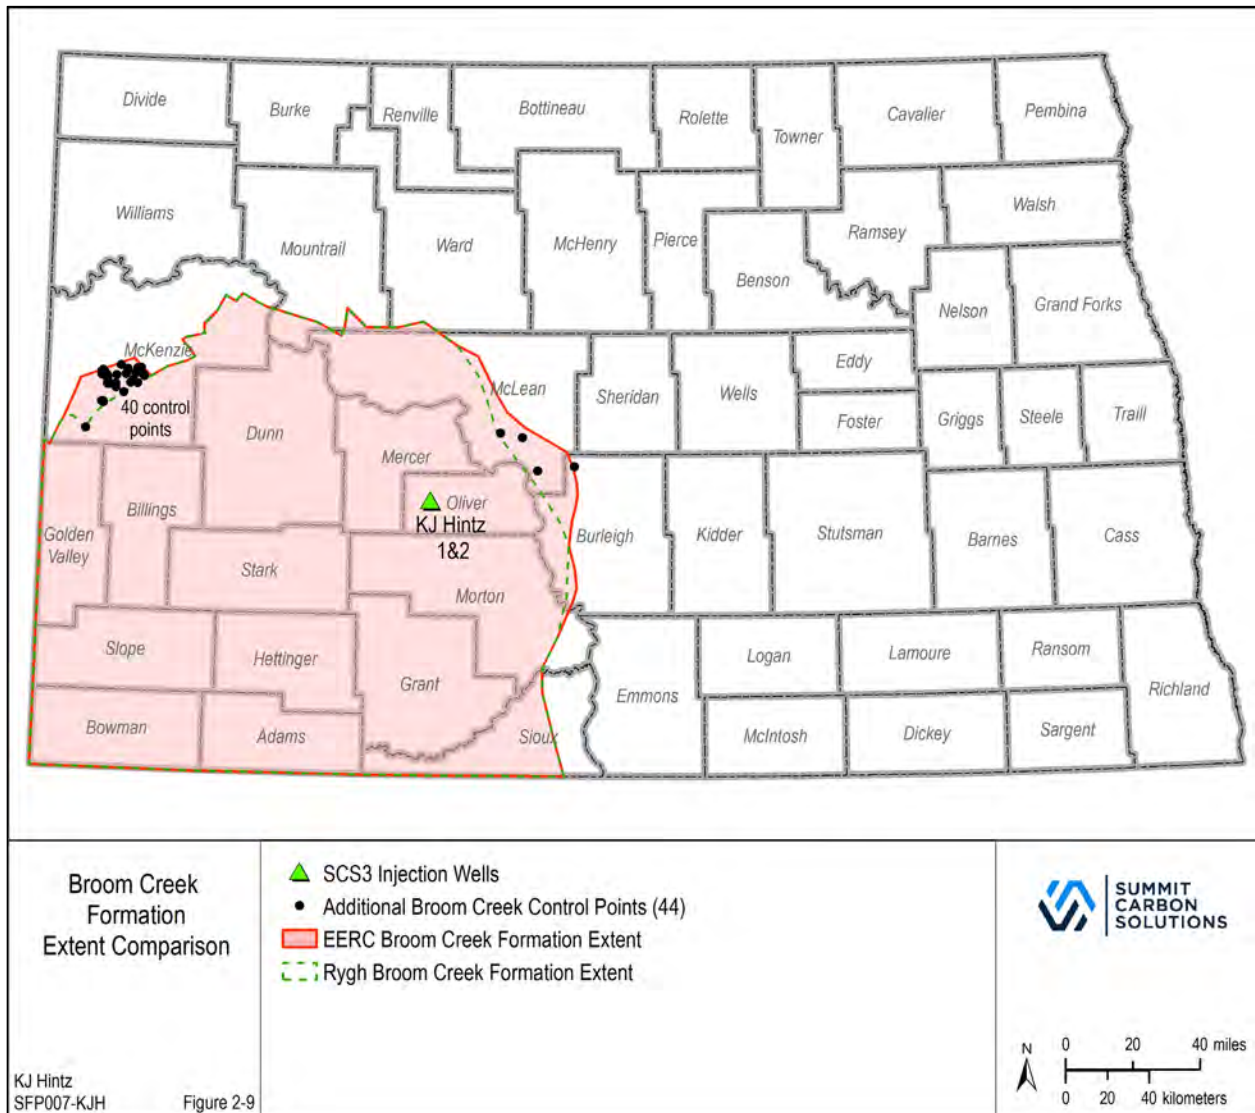 Divide
Burke
Renville
Bottineau
Rolette
Towner
Cavalier
Pembina
Williams
Mountrail
Ward
McHenry
Pierce
Benson
Ramsey
Walsh
Nelson
Grand Forks
McKenzie
40 control
points
Dunn
McLean
Sheridan
Wells
Eddy
Foster
Griggs
Steele
Traill
Mercer
Oliver
KJ Hintz
1&2
Golden
Valley
Billings
Stark
Morton
Burleigh
Kidder
Stutsman
Barnes
Cass
Slope
Hettinger
Grant
Bowman
Adams
Sioux
Emmons
Logan
Lamoure
Ransom
Richland
McIntosh
Dickey
Sargent
Broom Creek
Formation
Extent Comparison
KJ Hintz
SFP007-KJH
Figure 2-9
SCS3 Injection Wells
Additional Broom Creek Control Points (44)
EERC Broom Creek Formation Extent
Rygh Broom Creek Formation Extent
SUMMIT
CARBON
SOLUTIONS
N
0 20 40 miles
0 20 40 kilometers